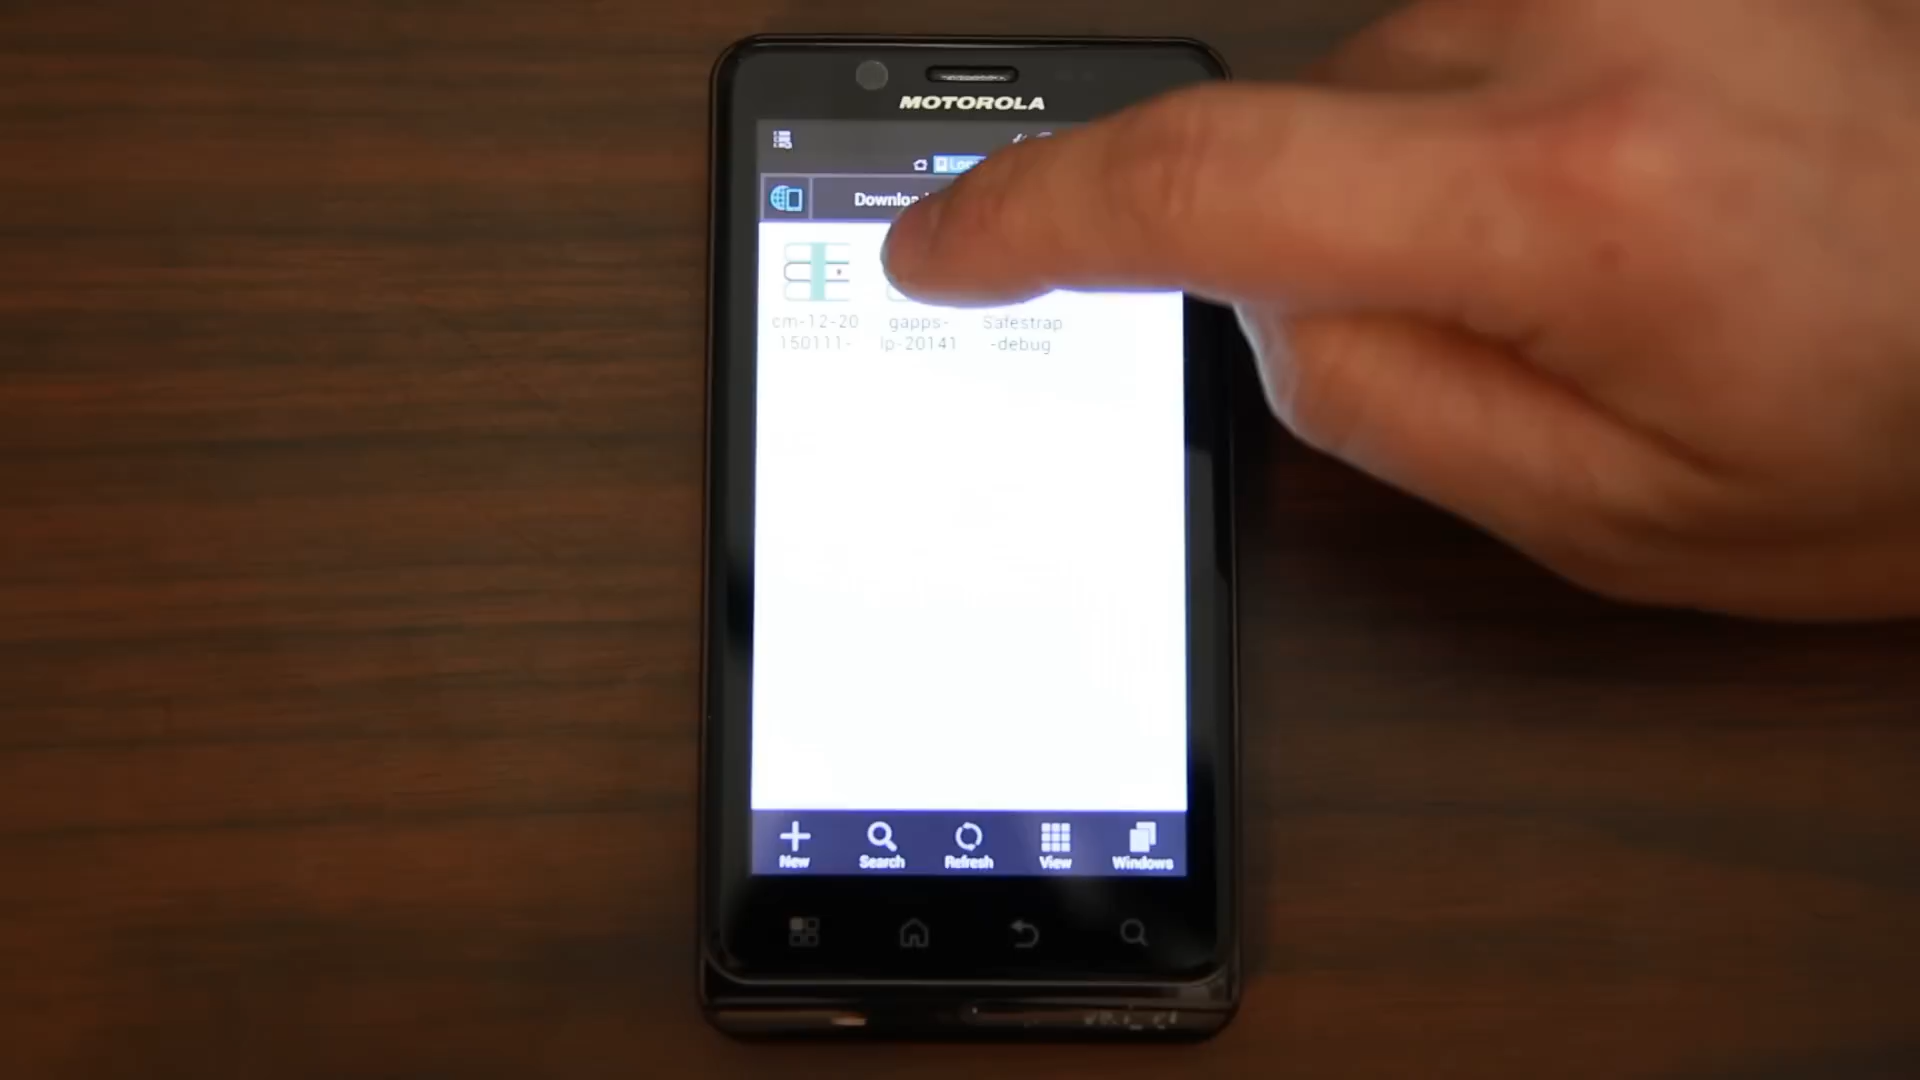 MOTOROLA
cm-12-20
150111-
gapps-
lp-20141
Safestrap
-debug
New
Search
Refresh
View
Windows